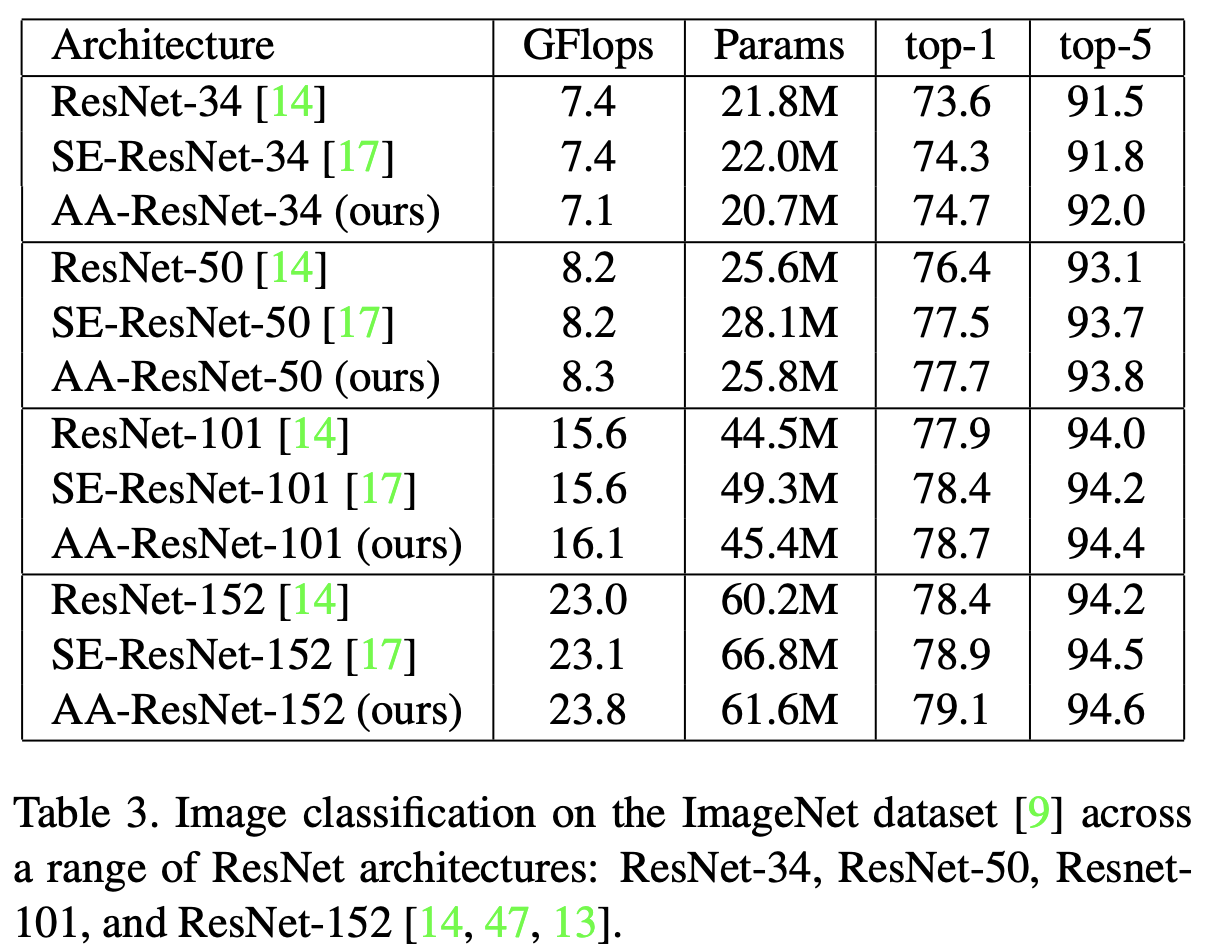 Architecture GFlops Params top-1 top-5
ResNet-34 [14] 7.4 21.8M 73.6 91.5
SE-ResNet-34 [17] 7.4 22.0M 74.3 91.8
AA-ResNet-34 (ours) 7.1 20.7M 74.7 92.0
ResNet-50 [14] 8.2 25.6M 76.4 93.1
SE-ResNet-50 [17] 8.2 28.1M 77.5 93.7
AA-ResNet-50 (ours) 8.3 25.8M 77.7 93.8
ResNet-101 [14] 15.6 44.5M 77.9 94.0
SE-ResNet-101 [17] 15.6 49.3M 78.4 94.2
AA-ResNet-101 (ours) 16.1 45.4M 78.7 94.4
ResNet-152 [14] 23.0 60.2M 78.4 94.2
SE-ResNet-152 [17] 23.1 66.8M 78.9 94.5
AA-ResNet-152 (ours) 23.8 61.6M 79.1 94.6
Table 3. Image classification on the ImageNet dataset [9] across
a range of ResNet architectures: ResNet-34, ResNet-50, Resnet-
101, and ResNet-152 [14, 47, 13].